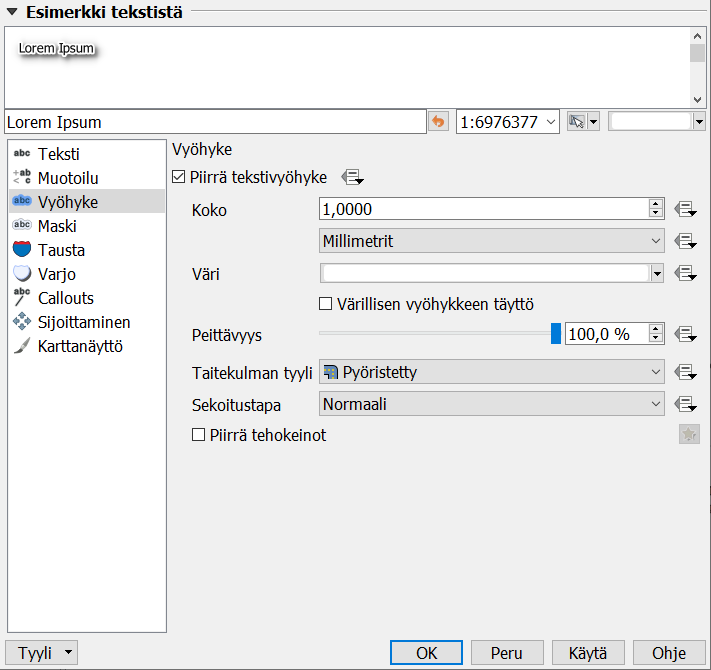 Esimerkki tekstistä
Lorem Ipsum
Lorem Ipsum
1:6976377
abc Teksti
+ab < c Muotoilu
abc Vyöhyke
abc Maski
Tausta
Varjo
abc Callouts
Sijoittaminen
Karttanäyttö
Vyöhyke
Piirrä tekstivyöhyke
Koko 1,0000
Millimetrit
Väri
Värillisen vyöhykkeen täyttö
Peittävyys 100,0 %
Taitekulman tyyli Pyöristetty
Sekoitustapa Normaali
Piirrä tehokeinot
Tyyli OK Peru Käytä Ohje